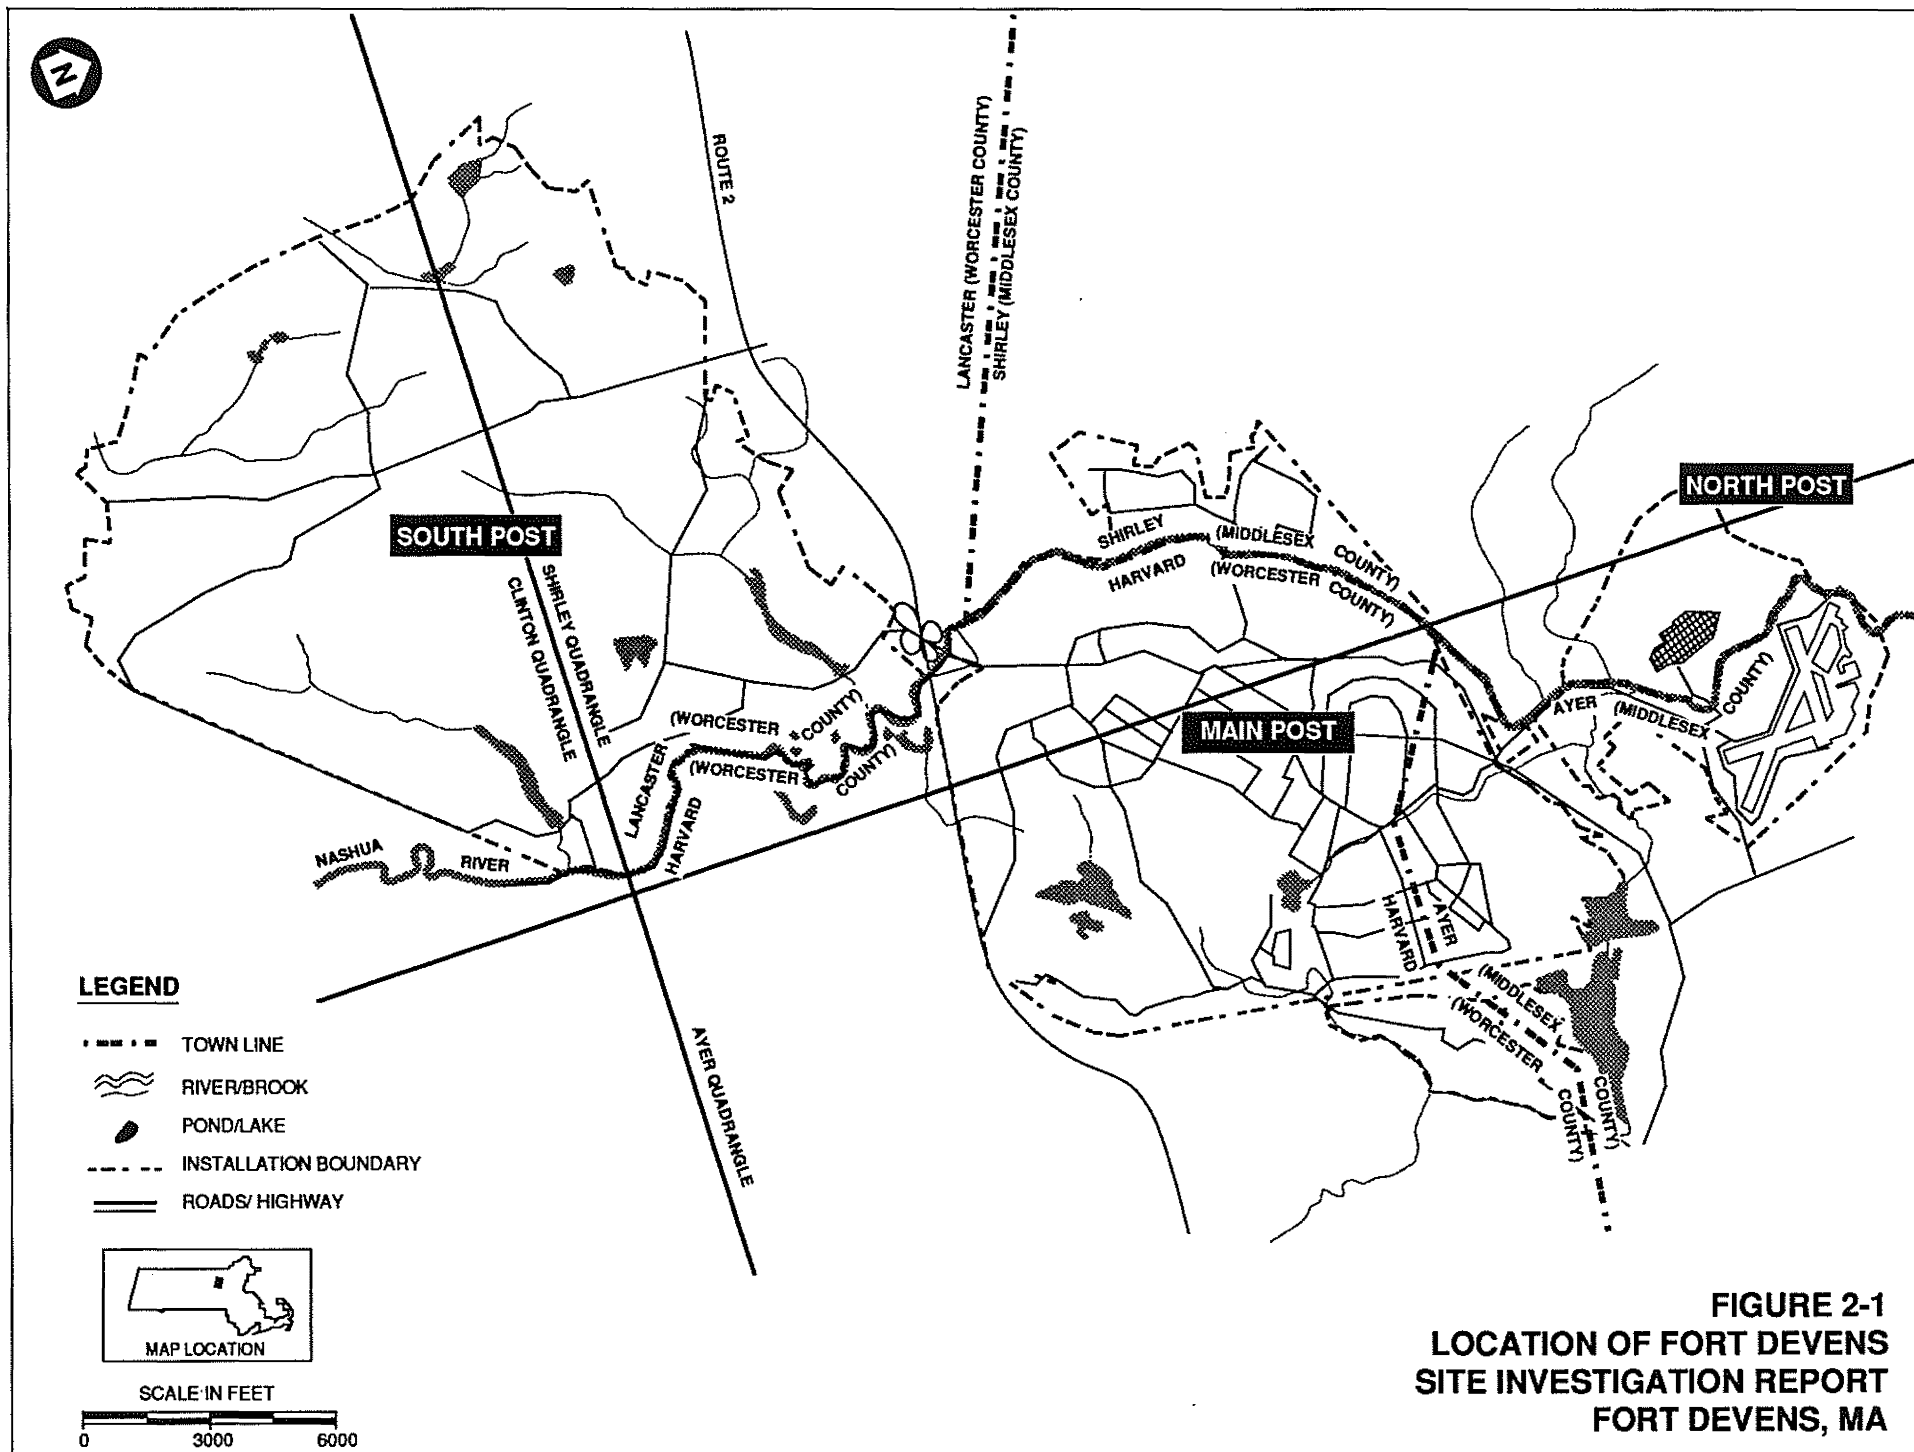 N
ROUTE 2
LANCASTER (WORCESTER COUNTY)
SHIRLEY (MIDDLESEX COUNTY)
NORTH POST
SOUTH POST
SHIRLEY QUADRANGLE
CLINTON QUADRANGLE
SHIRLEY (MIDDLESEX COUNTY)
HARVARD (WORCESTER COUNTY)
MAIN POST
AYER (MIDDLESEX COUNTY)
LANCASTER (WORCESTER COUNTY)
HARVARD (WORCESTER COUNTY)
NASHUA RIVER
AYER
HARVARD
(MIDDLESEX COUNTY)
(WORCESTER COUNTY)
AYER QUADRANGLE
LEGEND
TOWN LINE
RIVER/BROOK
POND/LAKE
INSTALLATION BOUNDARY
ROADS/ HIGHWAY
MAP LOCATION
SCALE IN FEET
0 3000 6000
FIGURE 2-1
LOCATION OF FORT DEVENS
SITE INVESTIGATION REPORT
FORT DEVENS, MA